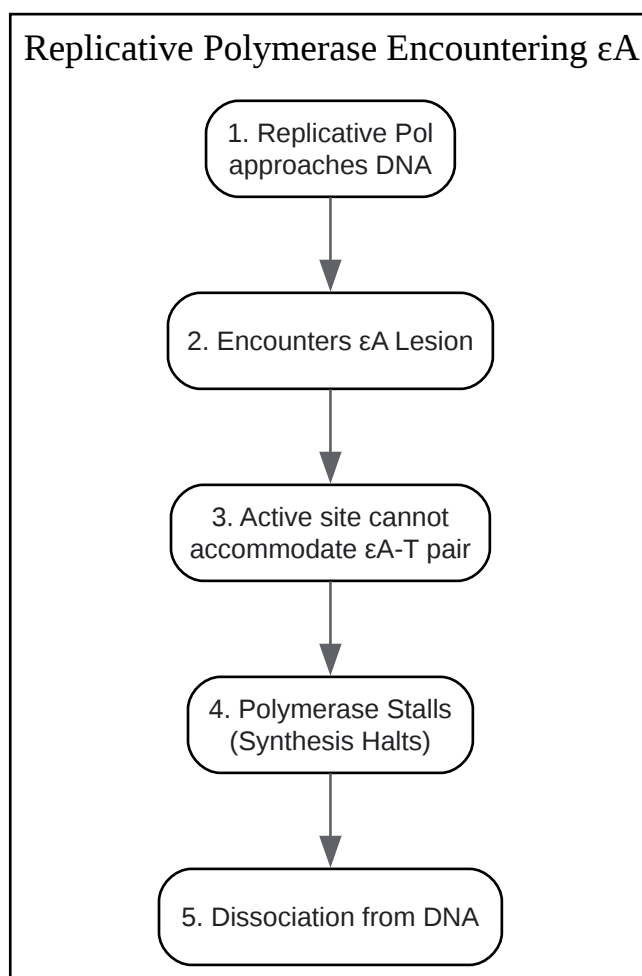 Replicative Polymerase Encountering εA
1. Replicative Pol
approaches DNA
2. Encounters εA Lesion
3. Active site cannot
accommodate εA-T pair
4. Polymerase Stalls
(Synthesis Halts)
5. Dissociation from DNA